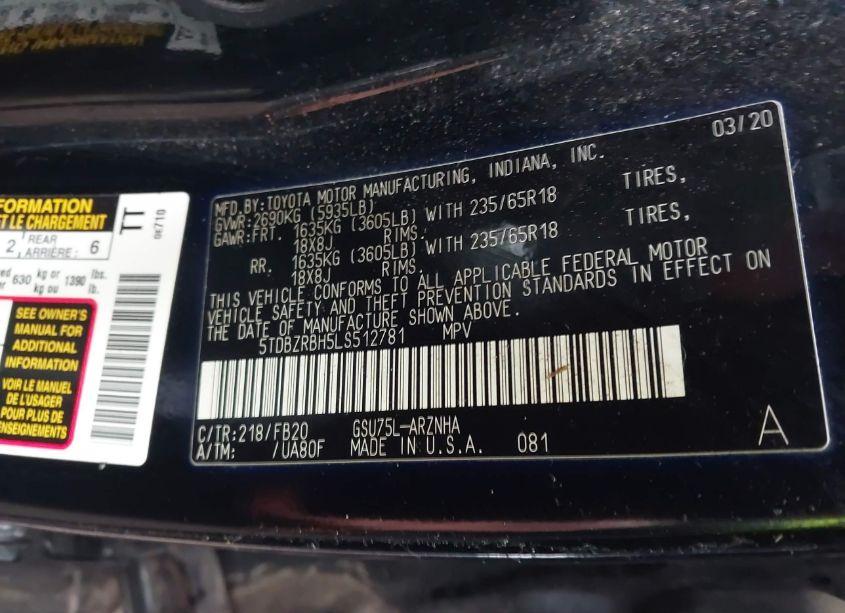 03/20
MFD.BY:TOYOTA MOTOR MANUFACTURING, INDIANA, INC.
GVWR:2690KG (5935LB)
GAWR:FRT. 1635KG (3605LB) WITH 235/65R18 TIRES,
18X8J RIMS.
RR. 1635KG (3605LB) WITH 235/65R18 TIRES,
18X8J RIMS.
THIS VEHICLE CONFORMS TO ALL APPLICABLE FEDERAL MOTOR
VEHICLE SAFETY AND THEFT PREVENTION STANDARDS IN EFFECT ON
THE DATE OF MANUFACTURE SHOWN ABOVE.
5TDBZRBH5LS512781 MPV
C/TR:218/FB20 GSU75L-ARZNHA
A/TM: /UA80F MADE IN U.S.A. 081 A
FORMATION
ET LE CHARGEMENT
2, REAR
ARRIÈRE: 6
630 kg or 1390 lbs.
kg ou lb.
TT
0E710
SEE OWNER'S
MANUAL FOR
ADDITIONAL
INFORMATION
VOIR LE MANUEL
DE L'USAGER
POUR PLUS DE
RENSEIGNEMENTS